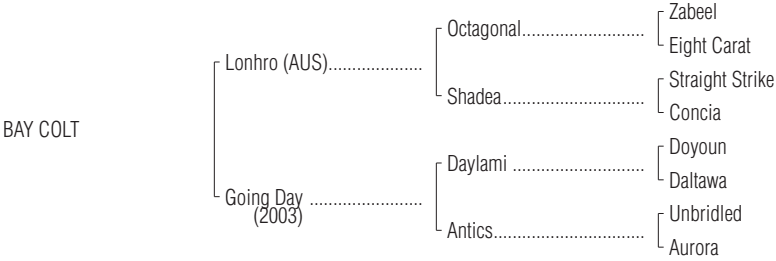 Zabeel
Octagonal..............................
Eight Carat
Lonhro (AUS)....................
Straight Strike
Shadea...................................
Concia
BAY COLT
Doyoun
Daylami ................................
Daltawa
Going Day ........................
(2003)
Unbridled
Antics.....................................
Aurora